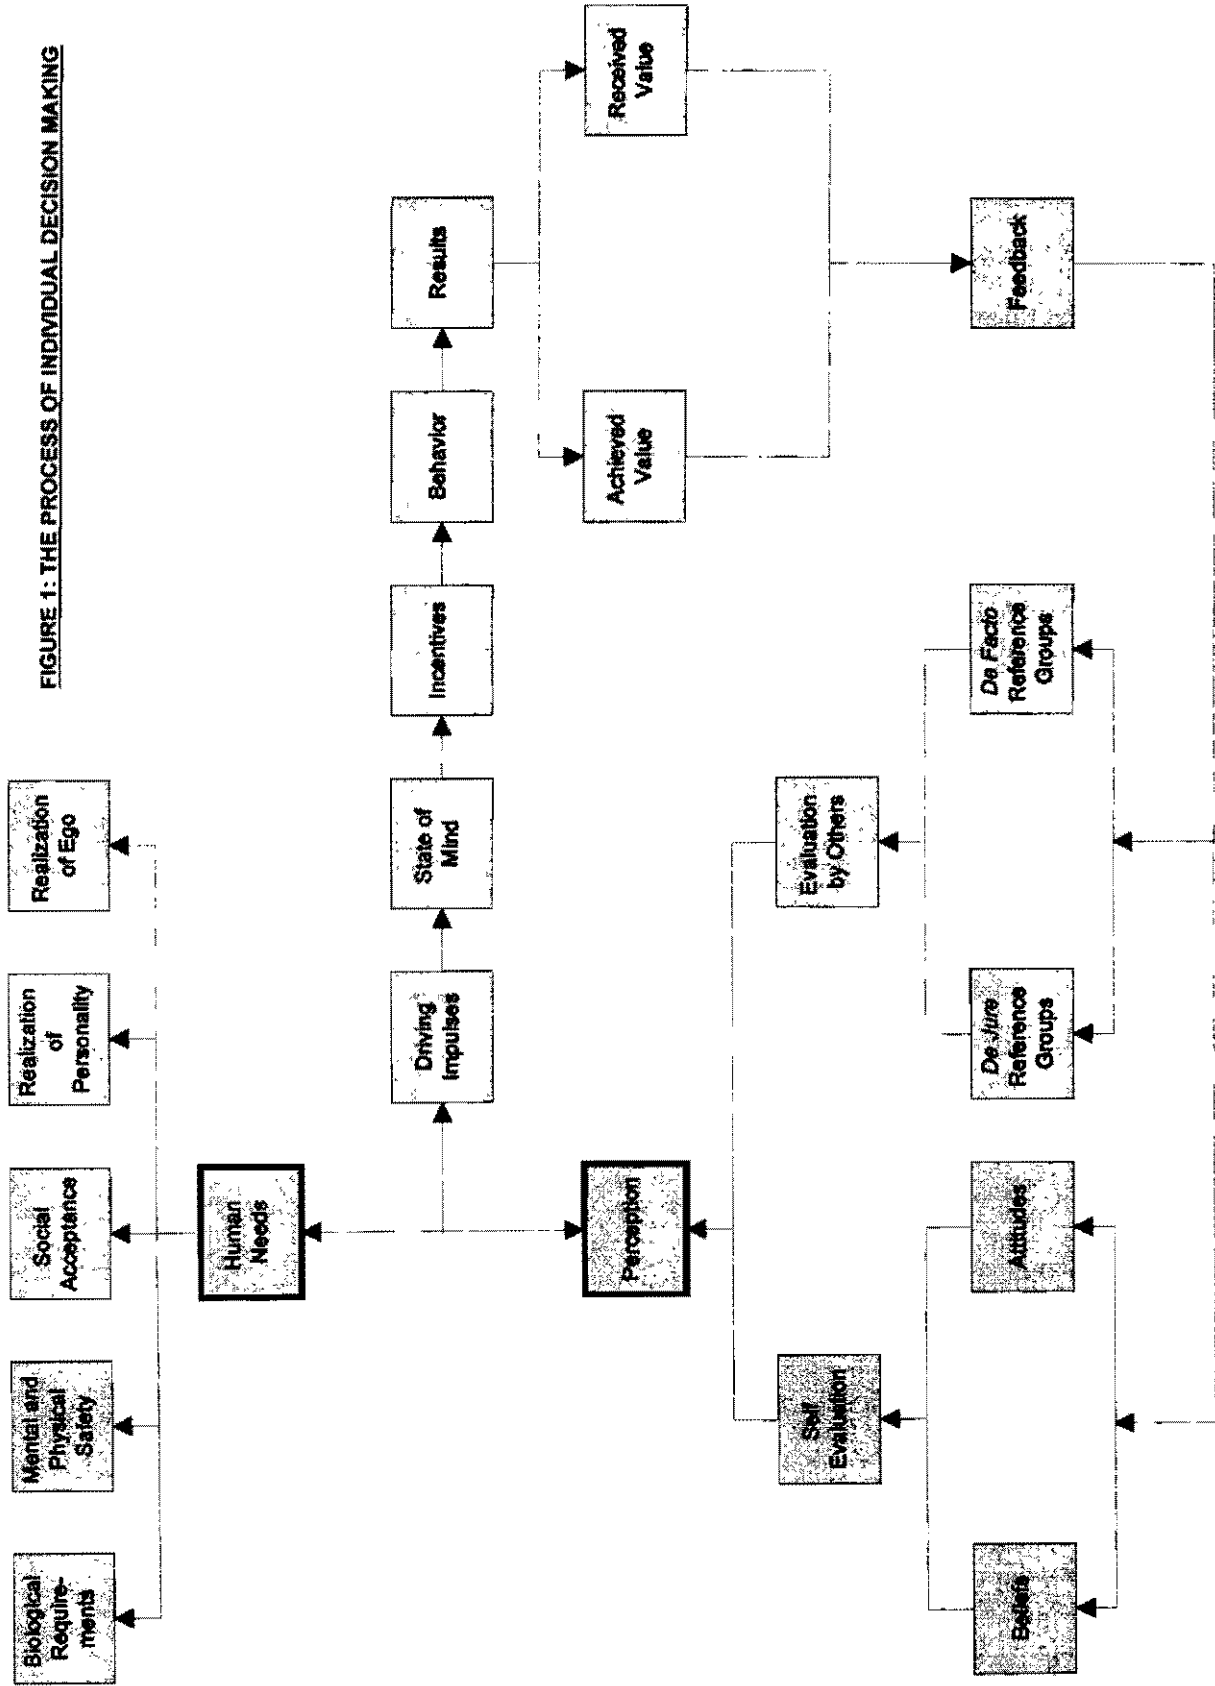 FIGURE 1: THE PROCESS OF INDIVIDUAL DECISION MAKING
Biological
Require-
ments
Mental and
Physical
Safety
Social
Acceptance
Realization
of
Personality
Realization
of Ego
Human
Needs
Driving
Impulses
State of
Mind
Incentives
Behavior
Results
Perception
Achieved
Value
Received
Value
Self
Evaluation
Evaluation
by Others
Beliefs
Attitudes
De Jure
Reference
Groups
De Facto
Reference
Groups
Feedback